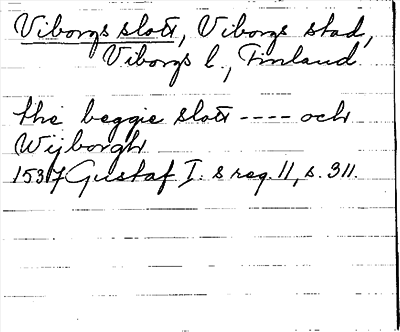 Viborgs slott, Viborgs stad,
Viborgs l., Finland.
the beggie slott ---- och
Wijborgh
1537 Gustaf I:s reg. 11, s. 311.